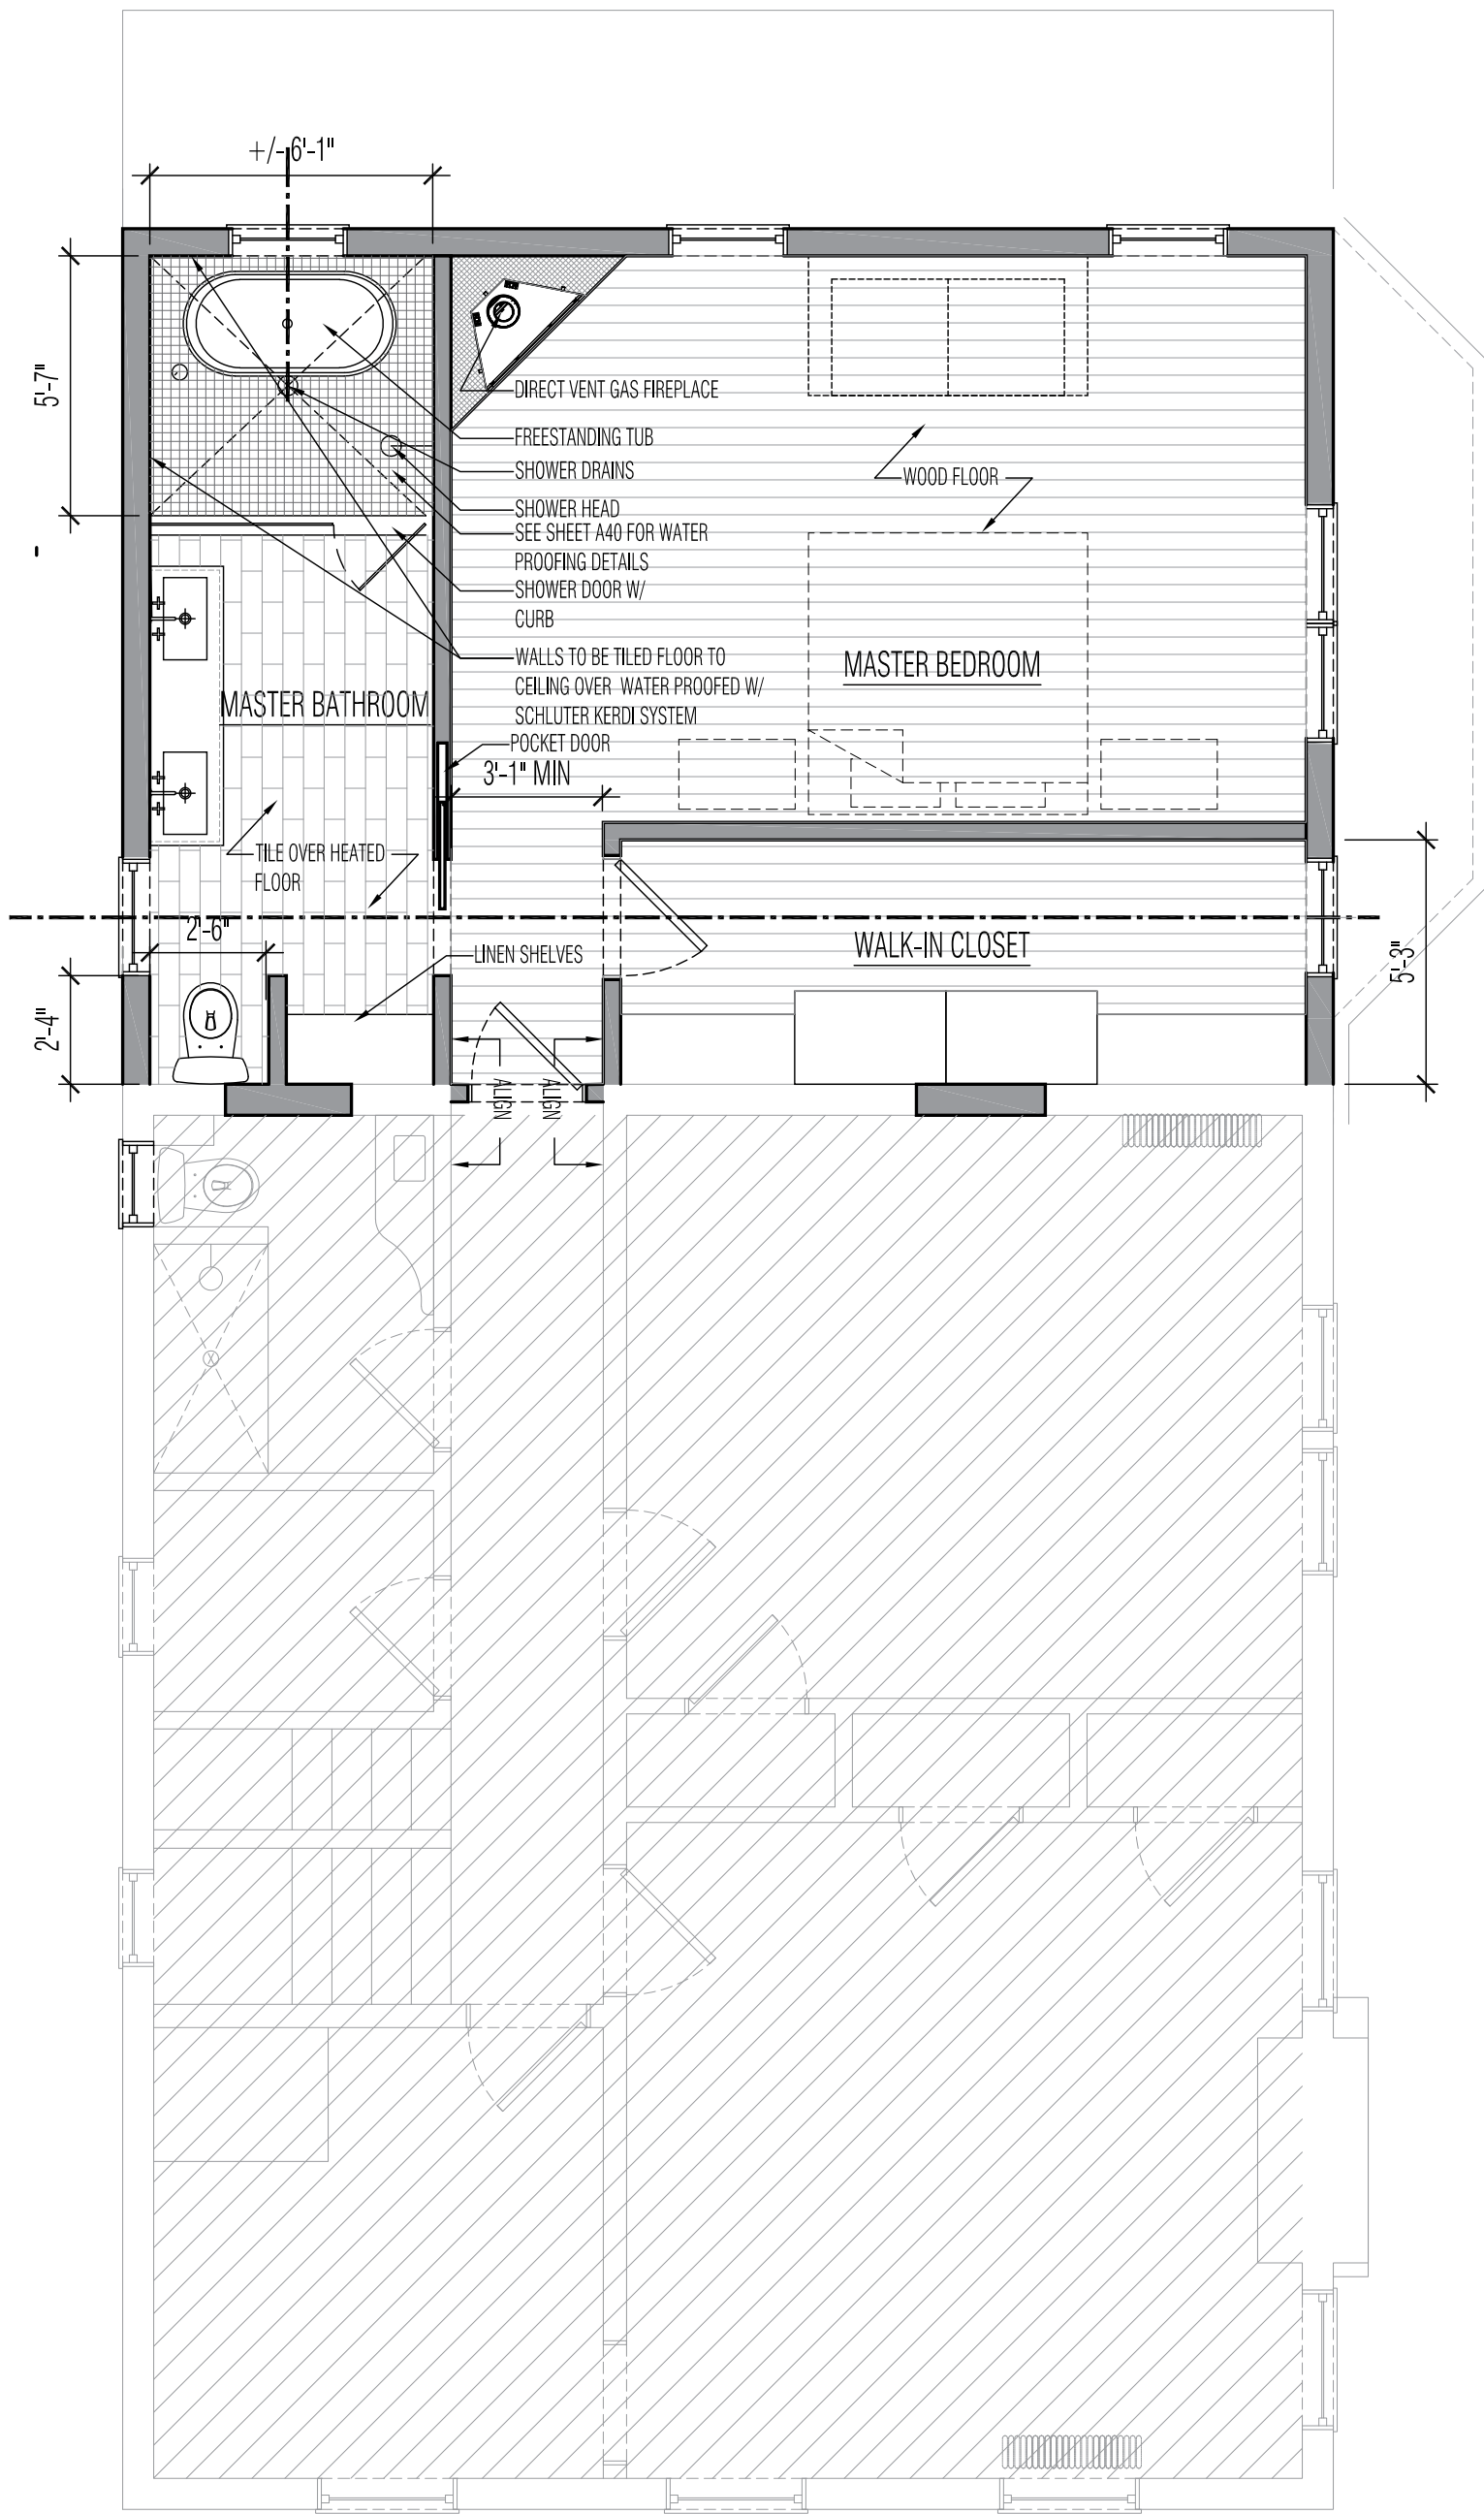 +/- 6'-1"
5'-7"
DIRECT VENT GAS FIREPLACE
FREESTANDING TUB
SHOWER DRAINS
SHOWER HEAD
SEE SHEET A40 FOR WATER
PROOFING DETAILS
SHOWER DOOR W/
CURB
WALLS TO BE TILED FLOOR TO
CEILING OVER WATER PROOFED W/
SCHLUTER KERDI SYSTEM
POCKET DOOR
3'-1" MIN
WOOD FLOOR
MASTER BEDROOM
MASTER BATHROOM
TILE OVER HEATED
FLOOR
2'-6"
LINEN SHELVES
WALK-IN CLOSET
5'-3"
2'-4"
ALIGN
ALIGN